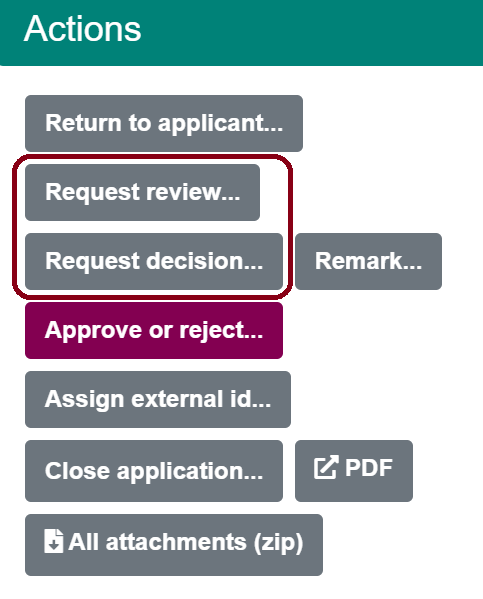 Actions
Return to applicant...
Request review...
Request decision... Remark...
Approve or reject...
Assign external id...
Close application... PDF
All attachments (zip)